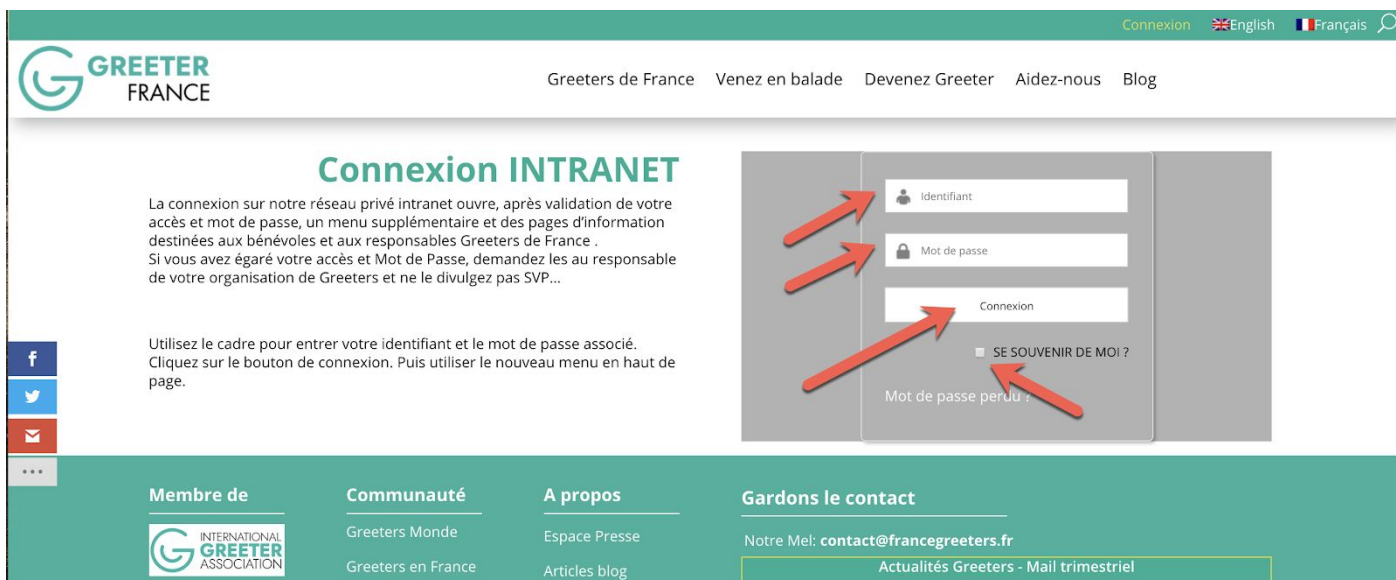 Connexion English Français
GREETER
FRANCE
Greeters de France Venez en balade Devenez Greeter Aidez-nous Blog
Connexion INTRANET
La connexion sur notre réseau privé intranet ouvre, après validation de votre
accès et mot de passe, un menu supplémentaire et des pages d'information
destinées aux bénévoles et aux responsables Greeters de France .
Si vous avez égaré votre accès et Mot de Passe, demandez les au responsable
de votre organisation de Greeters et ne le divulgez pas SVP...
Utilisez le cadre pour entrer votre identifiant et le mot de passe associé.
Cliquez sur le bouton de connexion. Puis utiliser le nouveau menu en haut de
page.
Identifiant
Mot de passe
Connexion
SE SOUVENIR DE MOI ?
Mot de passe perdu ?
Membre de
INTERNATIONAL
GREETER
ASSOCIATION
Communauté
Greeters Monde
Greeters en France
A propos
Espace Presse
Articles blog
Gardons le contact
Notre Mel: contact@francegreeters.fr
Actualités Greeters - Mail trimestriel